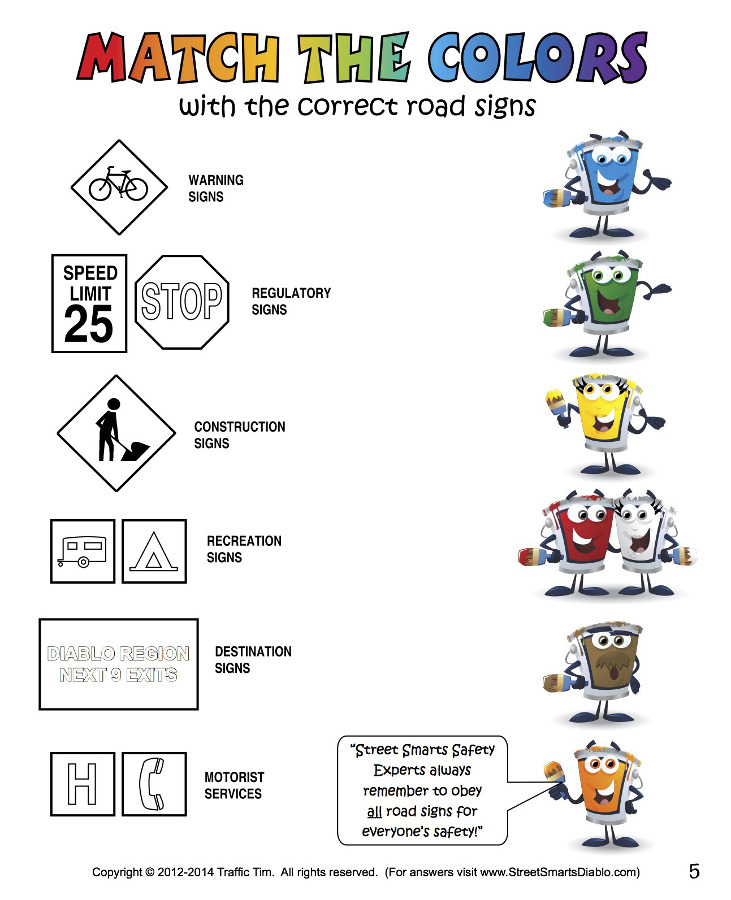 MATCH THE COLORS
with the correct road signs
WARNING
SIGNS
SPEED
LIMIT
25
STOP
REGULATORY
SIGNS
CONSTRUCTION
SIGNS
RECREATION
SIGNS
DIABLO REGION
NEXT 9 EXITS
DESTINATION
SIGNS
H
MOTORIST
SERVICES
“Street Smarts Safety
Experts always
remember to obey
all road signs for
everyone's safety!”
Copyright © 2012-2014 Traffic Tim. All rights reserved. (For answers visit www.StreetSmartsDiablo.com)
5